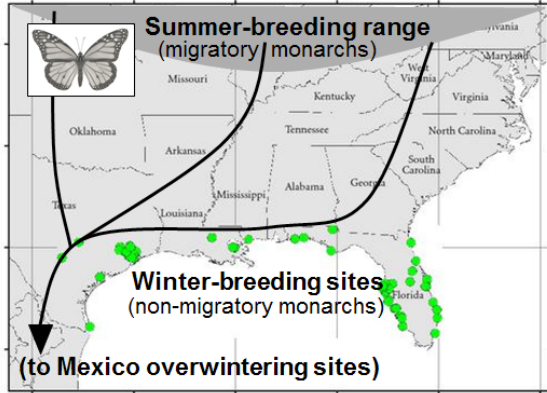 Summer-breeding range
(migratory monarchs)
ylvania
Maryland
West
Virginia
Virginia
Missouri
Kentucky
Oklahoma
Arkansas
Tennessee
North Carolina
South
Carolina
Mississippi
Alabama
Georgia
Texas
Louisiana
Winter-breeding sites
(non-migratory monarchs)
Florida
(to Mexico overwintering sites)